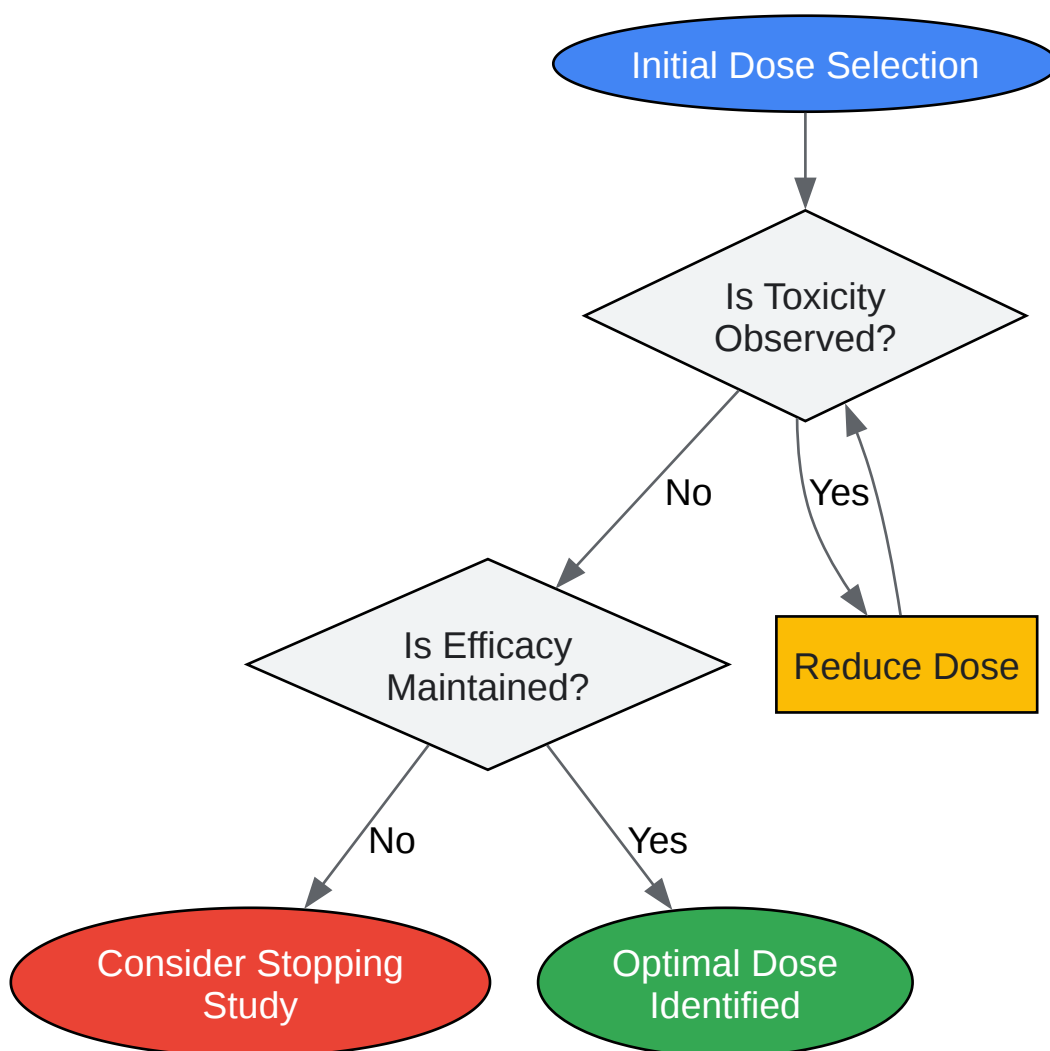 Initial Dose Selection
Is Toxicity
Observed?
No
Yes
Is Efficacy
Maintained?
Reduce Dose
No
Yes
Consider Stopping
Study
Optimal Dose
Identified